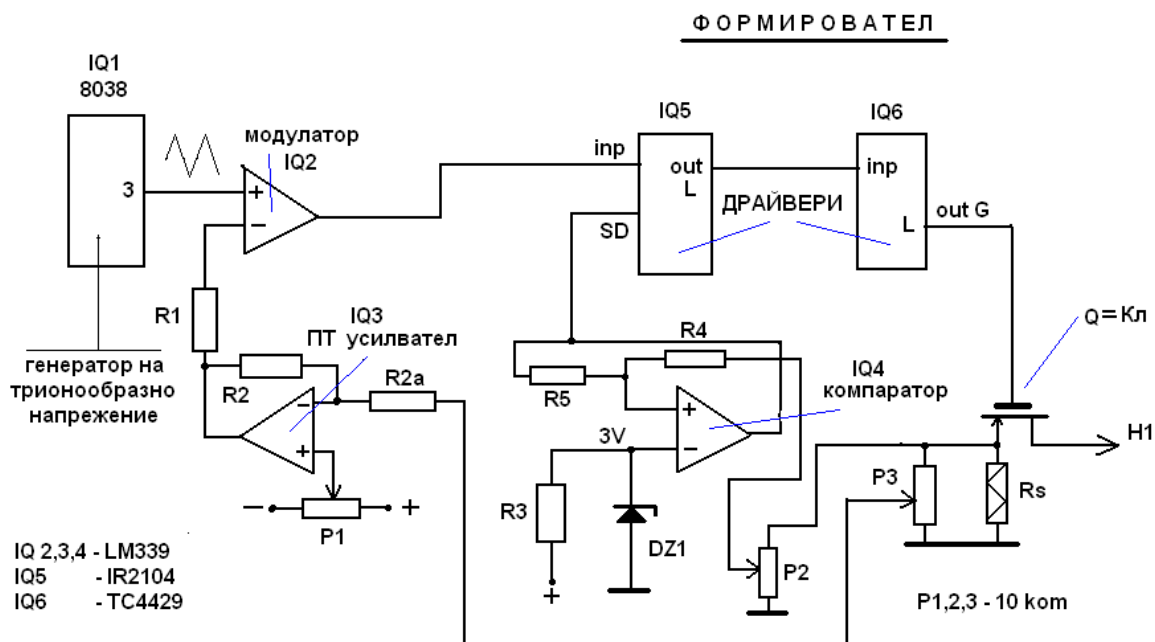 ФОРМИРОВАТЕЛ
IQ1
8038
3
модулатор
IQ2
+
−
inp
IQ5
out
L
SD
IQ6
inp
L
out G
ДРАЙВЕРИ
Q=Кл
H1
R1
генератор на
трионообразно
напрежение
IQ3
ПТ усилвател
R2
R2a
−
+
−
+
P1
R4
R5
IQ4
компаратор
+
−
3V
R3
DZ1
+
P2
P3
Rs
IQ 2,3,4 - LM339
IQ5 - IR2104
IQ6 - TC4429
P1,2,3 - 10 kom